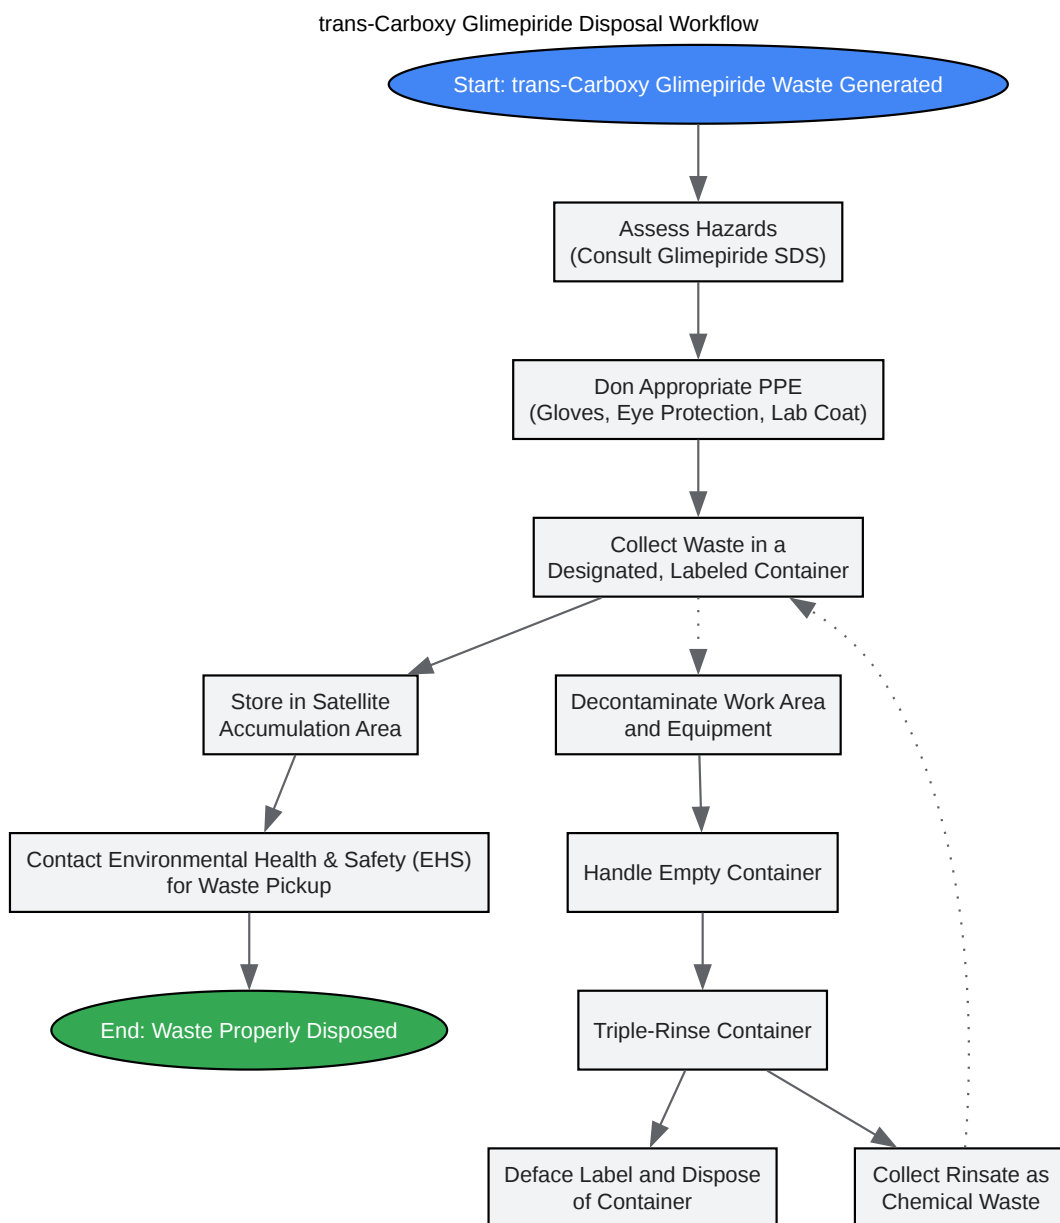 trans-Carboxy Glimepiride Disposal Workflow
Start: trans-Carboxy Glimepiride Waste Generated
Assess Hazards
(Consult Glimepiride SDS)
Don Appropriate PPE
(Gloves, Eye Protection, Lab Coat)
Collect Waste in a
Designated, Labeled Container
Store in Satellite
Accumulation Area
Decontaminate Work Area
and Equipment
Contact Environmental Health & Safety (EHS)
for Waste Pickup
Handle Empty Container
End: Waste Properly Disposed
Triple-Rinse Container
Deface Label and Dispose
of Container
Collect Rinsate as
Chemical Waste